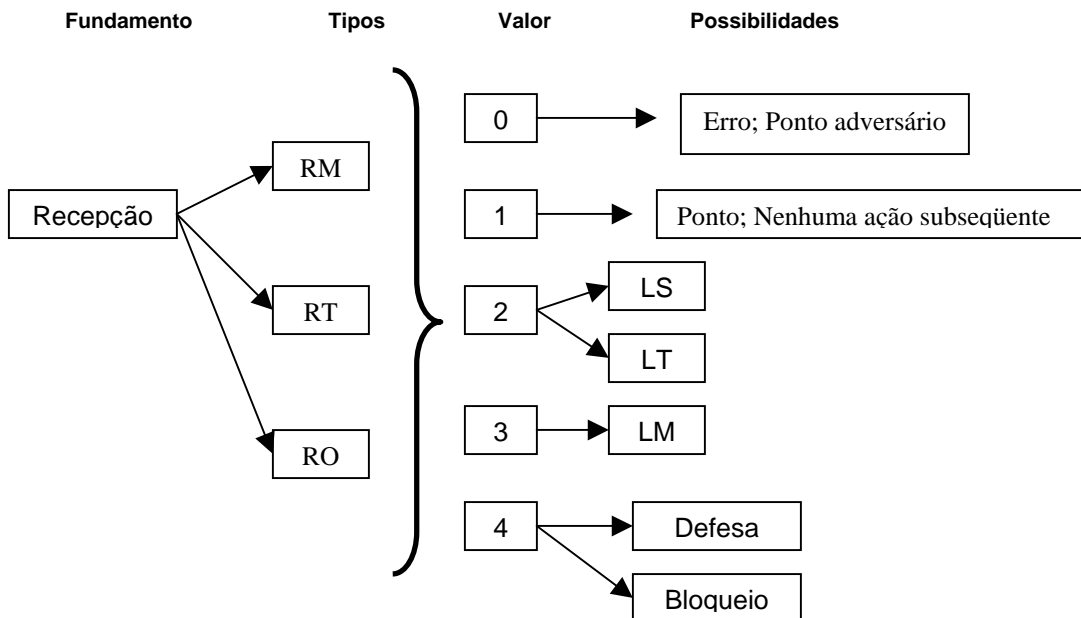 Fundamento Tipos Valor Possibilidades
0
Erro; Ponto adversário
RM
Recepção
1
Ponto; Nenhuma ação subseqüente
RT
2
LS
LT
RO
3
LM
4
Defesa
Bloqueio